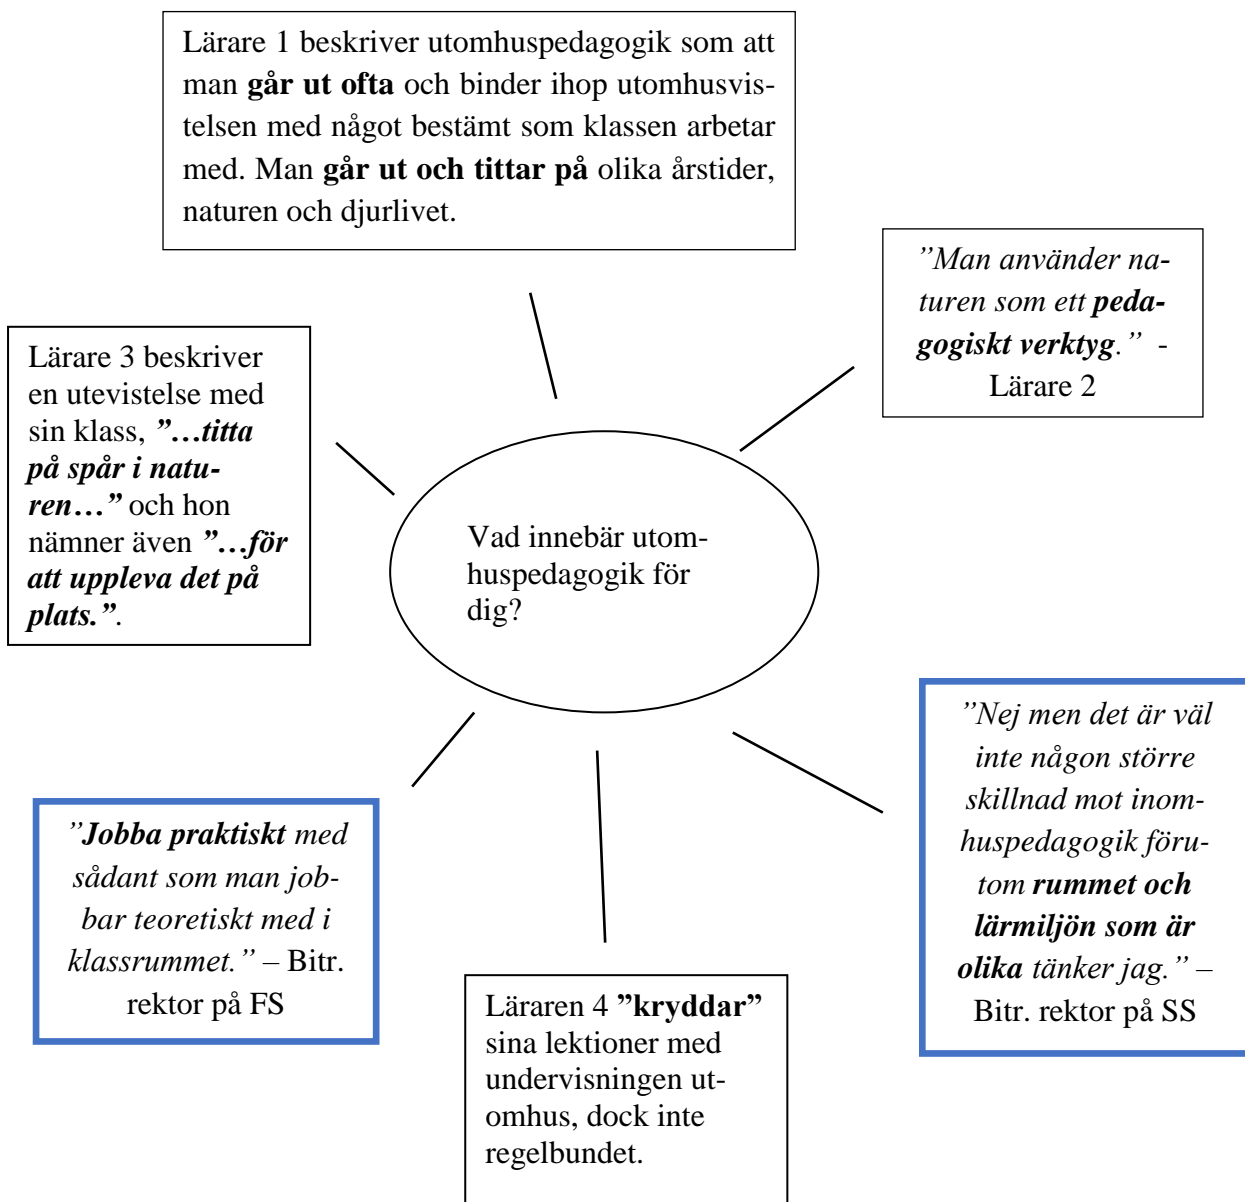 Lärare 1 beskriver utomhuspedagogik som att
man går ut ofta och binder ihop utomhusvis-
telsen med något bestämt som klassen arbetar
med. Man går ut och tittar på olika årstider,
naturen och djurlivet.
”Man använder na-
turen som ett peda-
gogiskt verktyg.” -
Lärare 2
Lärare 3 beskriver
en utevistelse med
sin klass, ”…titta
på spår i natu-
ren…” och hon
nämner även ”…för
att uppleva det på
plats.”.
Vad innebär utom-
huspedagogik för
dig?
”Nej men det är väl
inte någon större
skillnad mot inom-
huspedagogik föru-
tom rummet och
lärmiljön som är
olika tänker jag.” –
Bitr. rektor på SS
”Jobba praktiskt med
sådant som man job-
bar teoretiskt med i
klassrummet.” – Bitr.
rektor på FS
Läraren 4 ”kryddar”
sina lektioner med
undervisningen ut-
omhus, dock inte
regelbundet.